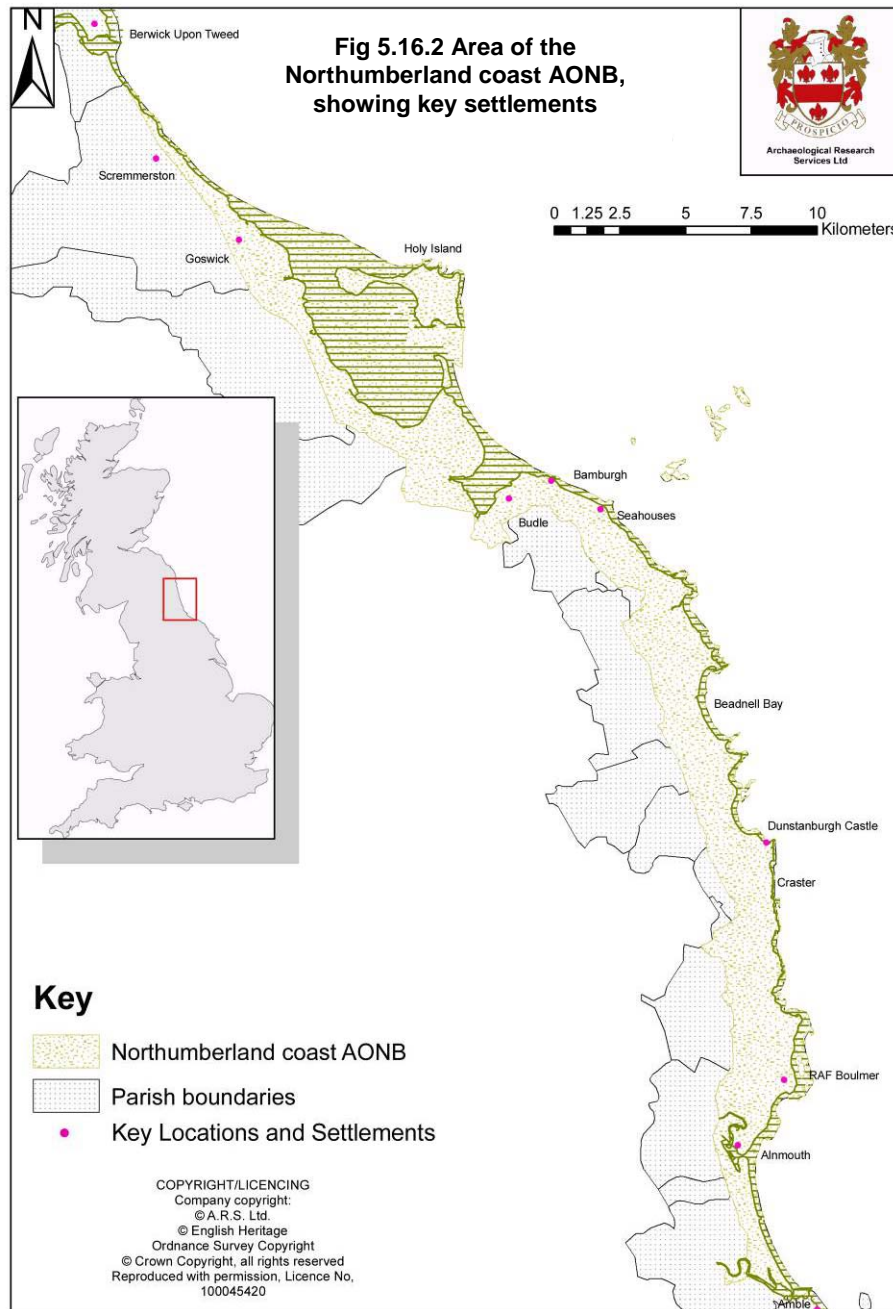 N
Fig 5.16.2 Area of the
Northumberland coast AONB,
showing key settlements
PROSPICIO
Archaeological Research
Services Ltd
Berwick Upon Tweed
Scremmerston
0 1.25 2.5 5 7.5 10
Kilometers
Goswick
Holy Island
Bamburgh
Seahouses
Budle
Beadnell Bay
Dunstanburgh Castle
Craster
RAF Boulmer
Alnmouth
Amble
Key
Northumberland coast AONB
Parish boundaries
Key Locations and Settlements
COPYRIGHT/LICENCING
Company copyright:
© A.R.S. Ltd.
© English Heritage
Ordnance Survey Copyright
© Crown Copyright, all rights reserved
Reproduced with permission, Licence No,
100045420